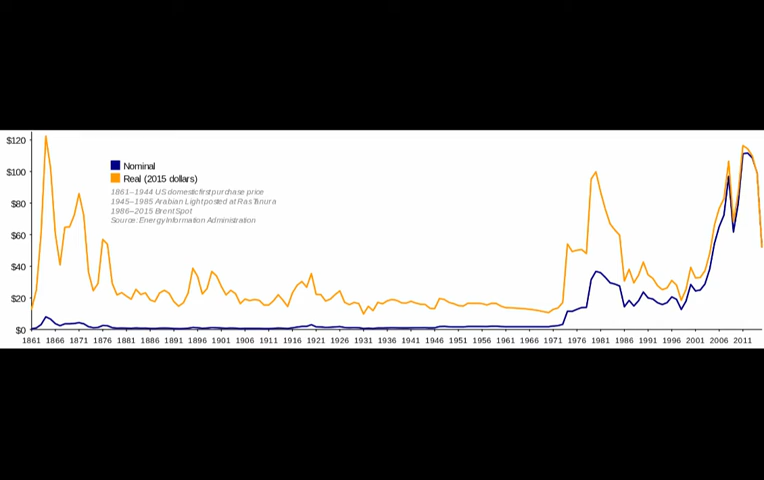 $120
Nominal
$100
Real (2015 dollars)
1861–1944 US domestic first purchase price
1945–1985 Arabian Light posted at Ras Tanura
$80
1986–2015 Brent Spot
Source: Energy Information Administration
$60
$40
$20
$0
1861 1866 1871 1876 1881 1886 1891 1896 1901 1906 1911 1916 1921 1926 1931 1936 1941 1946 1951 1956 1961 1966 1971 1976 1981 1986 1991 1996 2001 2006 2011